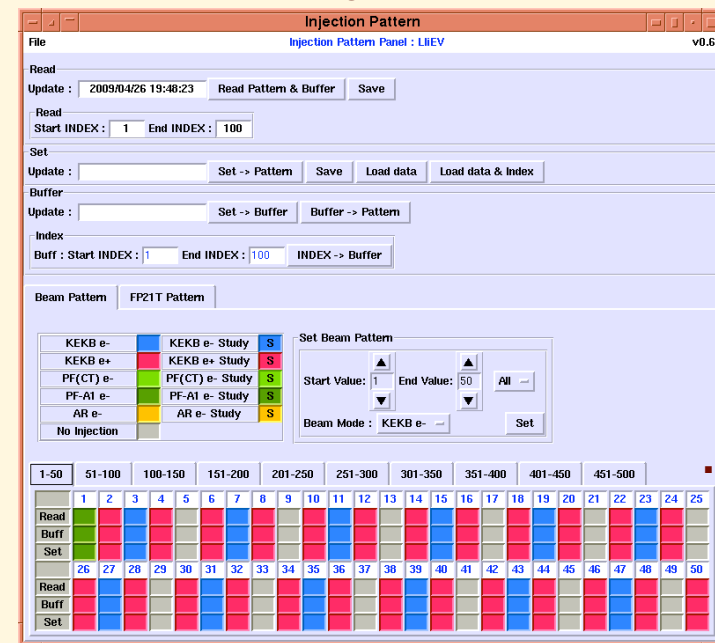 Injection Pattern
File Injection Pattern Panel : LIiEV v0.6
Read
Update : 2009/04/26 19:48:23 Read Pattern & Buffer Save
Read
Start INDEX : 1 End INDEX : 100
Set
Update : Set -> Pattern Save Load data Load data & Index
Buffer
Update : Set -> Buffer Buffer -> Pattern
Index
Buff : Start INDEX : 1 End INDEX : 100 INDEX -> Buffer
Beam Pattern FP21T Pattern
KEKB e- KEKB e- Study S
KEKB e+ KEKB e+ Study S
PF(CT) e- PF(CT) e- Study S
PF-A1 e- PF-A1 e- Study S
AR e- AR e- Study S
No Injection
Set Beam Pattern
Start Value: 1 End Value: 50 All
Beam Mode : KEKB e- Set
1-50 51-100 100-150 151-200 201-250 251-300 301-350 351-400 401-450 451-500
1 2 3 4 5 6 7 8 9 10 11 12 13 14 15 16 17 18 19 20 21 22 23 24 25
Read
Buff
Set
26 27 28 29 30 31 32 33 34 35 36 37 38 39 40 41 42 43 44 45 46 47 48 49 50
Read
Buff
Set